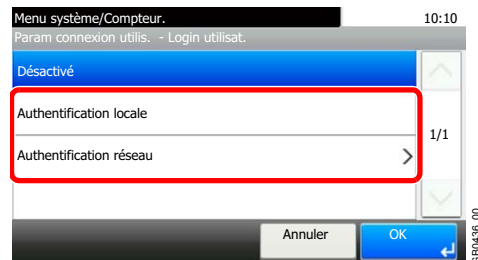 Menu système/Compteur. 10:10
Param connexion utilis. - Login utilisat.
Désactivé
Authentification locale
1/1
Authentification réseau
Annuler OK
GB0436_00